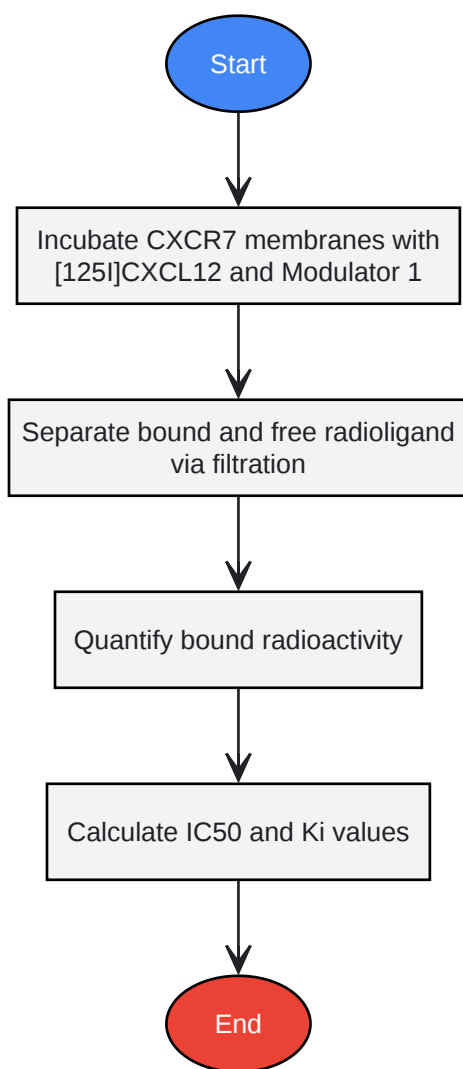 Start
Incubate CXCR7 membranes with
[125I]CXCL12 and Modulator 1
Separate bound and free radioligand
via filtration
Quantify bound radioactivity
Calculate IC50 and Ki values
End